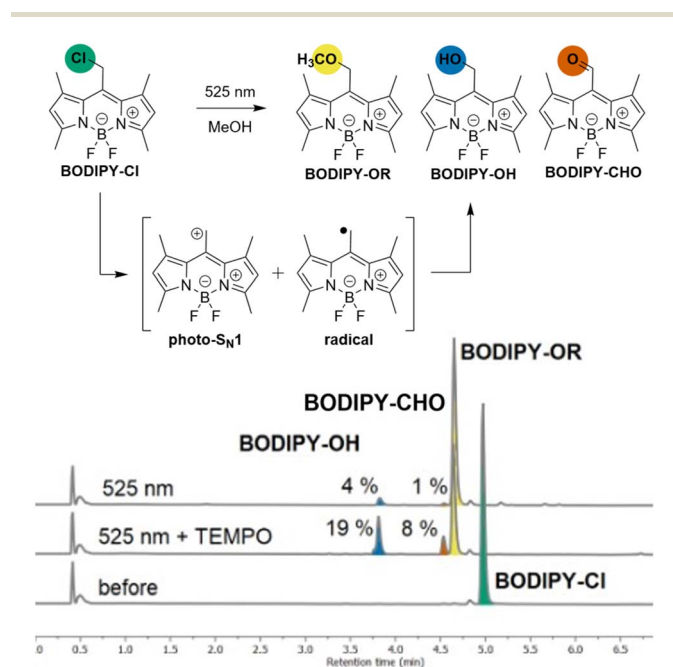 Cl
H₃CO
HO
O
525 nm
MeOH
N
B
N
F F
BODIPY-Cl
N
B
N
F F
BODIPY-OR
N
B
N
F F
BODIPY-OH
N
B
N
F F
BODIPY-CHO
N
B
N
F F
photo-SN1
+
N
B
N
F F
radical
BODIPY-OR
BODIPY-CHO
BODIPY-OH
525 nm
4 %
1 %
525 nm + TEMPO
19 %
8 %
before
BODIPY-Cl
0 0.5 1.0 1.5 2.0 2.5 3.0 3.5 4.0 4.5 5.0 5.5 6.0 6.5
Retention time (min)